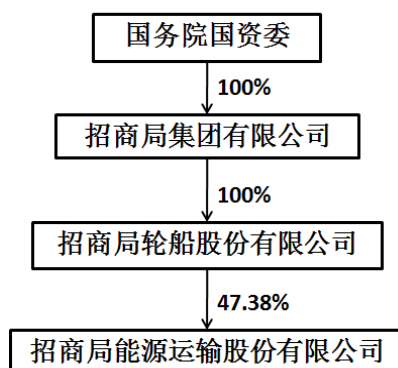 国务院国资委
100%
招商局集团有限公司
100%
招商局轮船股份有限公司
47.38%
招商局能源运输股份有限公司